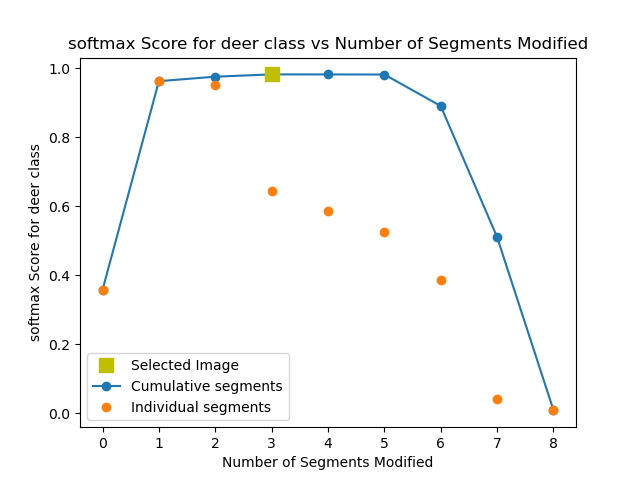 softmax Score for deer class vs Number of Segments Modified
softmax Score for deer class
1.0
0.8
0.6
0.4
0.2
0.0
Selected Image
Cumulative segments
Individual segments
0 1 2 3 4 5 6 7 8
Number of Segments Modified